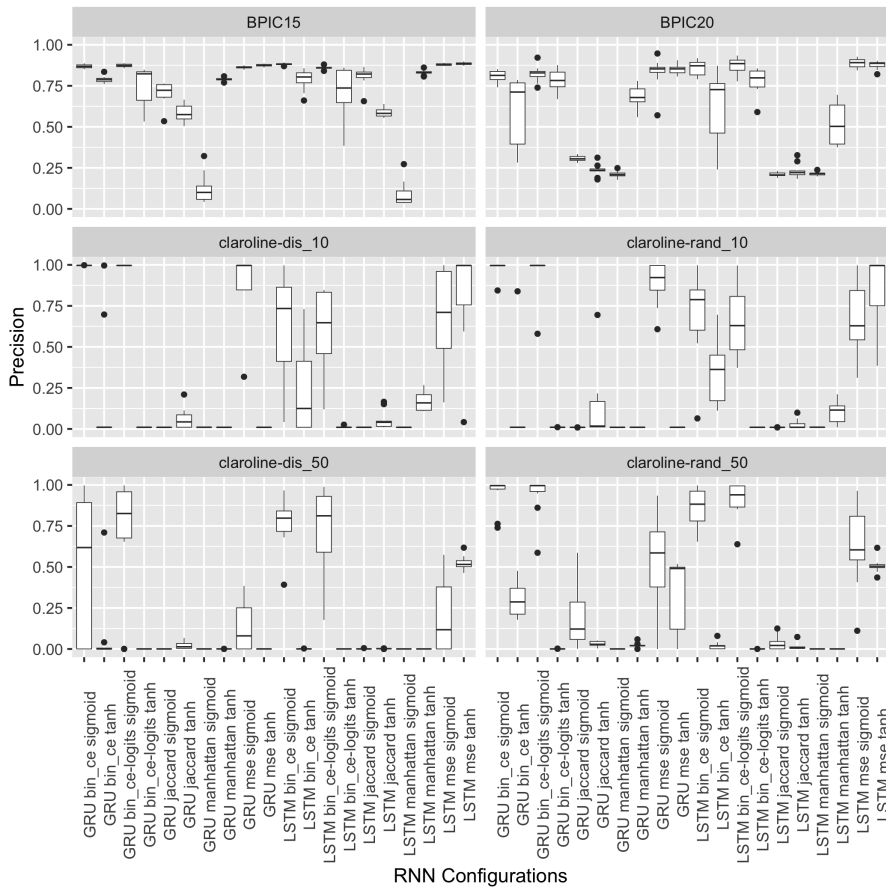 BPIC15
BPIC20
1.00
0.75
0.50
0.25
0.00
claroline-dis_10
claroline-rand_10
1.00
0.75
0.50
0.25
0.00
claroline-dis_50
claroline-rand_50
1.00
0.75
0.50
0.25
0.00
Precision
GRU bin_ce sigmoid
GRU bin_ce tanh
GRU bin_ce-logits sigmoid
GRU bin_ce-logits tanh
GRU jaccard sigmoid
GRU jaccard tanh
GRU manhattan sigmoid
GRU manhattan tanh
GRU mse sigmoid
GRU mse tanh
LSTM bin_ce sigmoid
LSTM bin_ce tanh
LSTM bin_ce-logits sigmoid
LSTM bin_ce-logits tanh
LSTM jaccard sigmoid
LSTM jaccard tanh
LSTM manhattan sigmoid
LSTM manhattan tanh
LSTM mse sigmoid
LSTM mse tanh
GRU bin_ce sigmoid
GRU bin_ce tanh
GRU bin_ce-logits sigmoid
GRU bin_ce-logits tanh
GRU jaccard sigmoid
GRU jaccard tanh
GRU manhattan sigmoid
GRU manhattan tanh
GRU mse sigmoid
GRU mse tanh
LSTM bin_ce sigmoid
LSTM bin_ce tanh
LSTM bin_ce-logits sigmoid
LSTM bin_ce-logits tanh
LSTM jaccard sigmoid
LSTM jaccard tanh
LSTM manhattan sigmoid
LSTM manhattan tanh
LSTM mse sigmoid
LSTM mse tanh
RNN Configurations